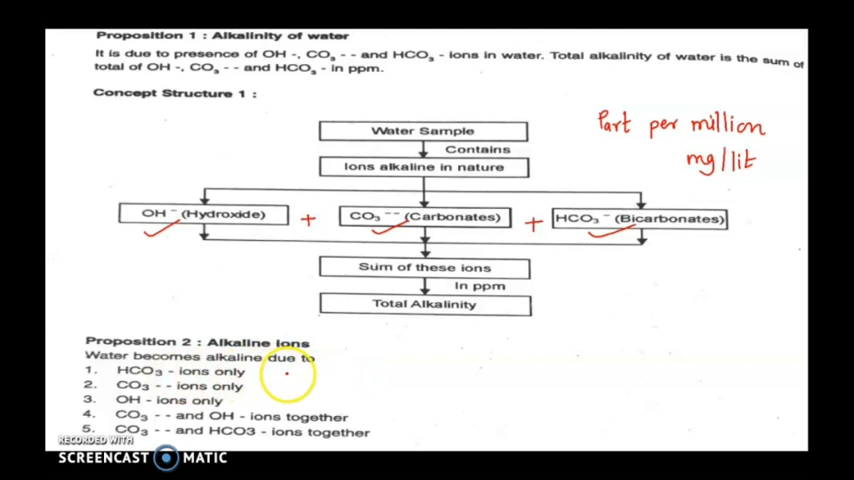 Proposition 1 : Alkalinity of water
It is due to presence of OH -, CO₃ - - and HCO₃ - ions in water. Total alkalinity of water is the sum of
total of OH -, CO₃ - - and HCO₃ - in ppm.
Concept Structure 1 :
Part per million
mg/lit
Water Sample
Contains
Ions alkaline in nature
OH ⁻ (Hydroxide) + CO₃ ⁻ ⁻ (Carbonates) + HCO₃ ⁻ (Bicarbonates)
Sum of these ions
In ppm
Total Alkalinity
Proposition 2 : Alkaline ions
Water becomes alkaline due to
1. HCO₃ - ions only
2. CO₃ - - ions only
3. OH - ions only
4. CO₃ - - and OH - ions together
5. CO₃ - - and HCO3 - ions together
RECORDED WITH
SCREENCAST MATIC